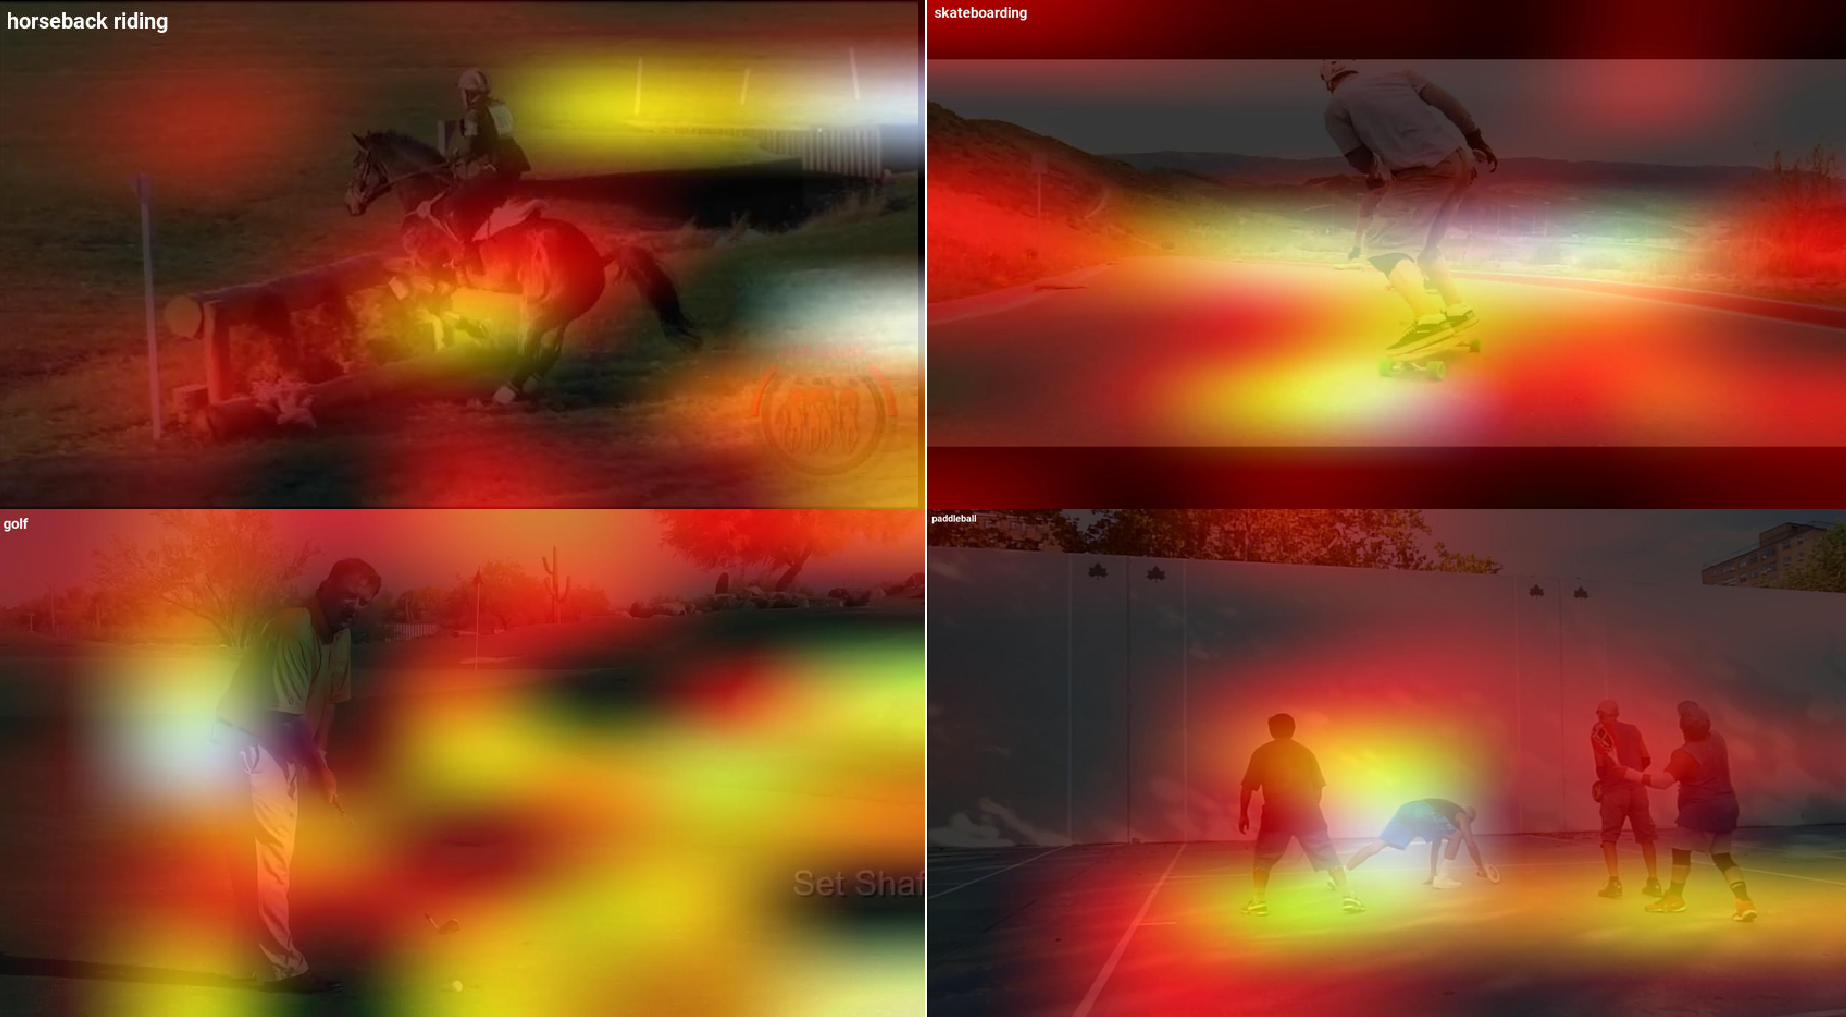 horseback riding
skateboarding
golf
paddleball
Set Shaf